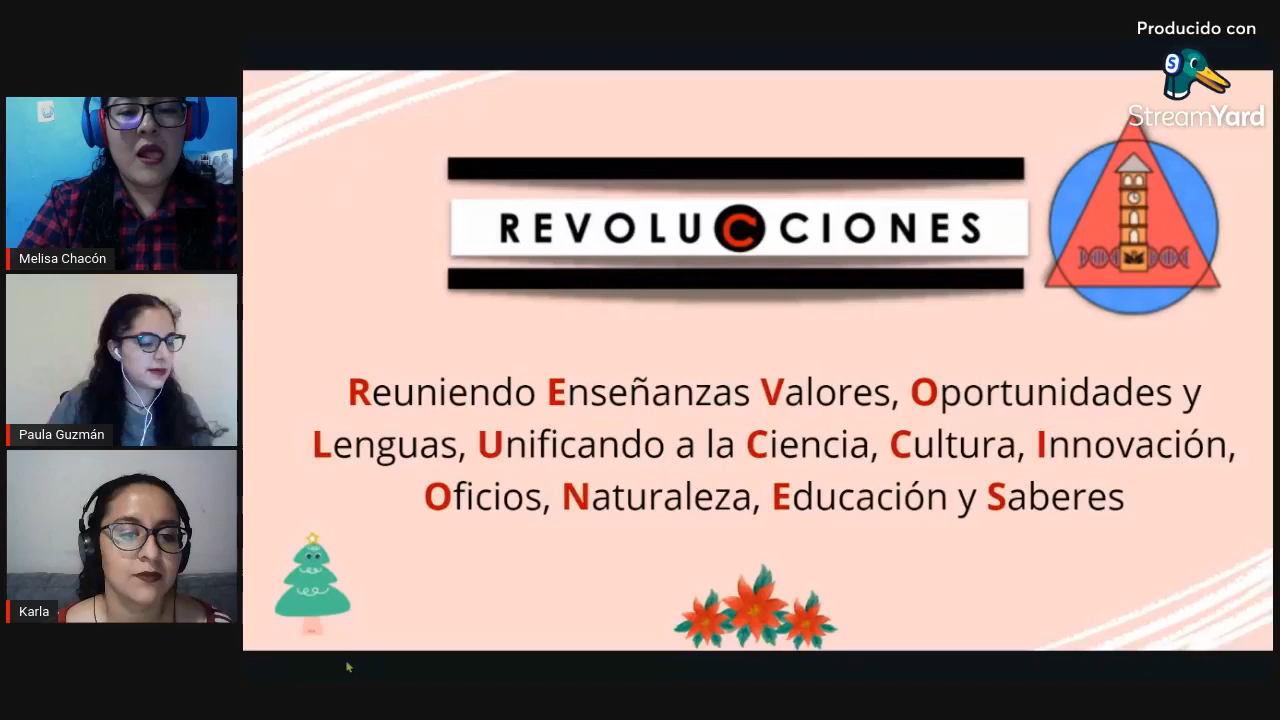 Producido con
StreamYard
REVOLUCCIONES
Reuniendo Enseñanzas Valores, Oportunidades y
Lenguas, Unificando a la Ciencia, Cultura, Innovación,
Oficios, Naturaleza, Educación y Saberes
Melisa Chacón
Paula Guzmán
Karla